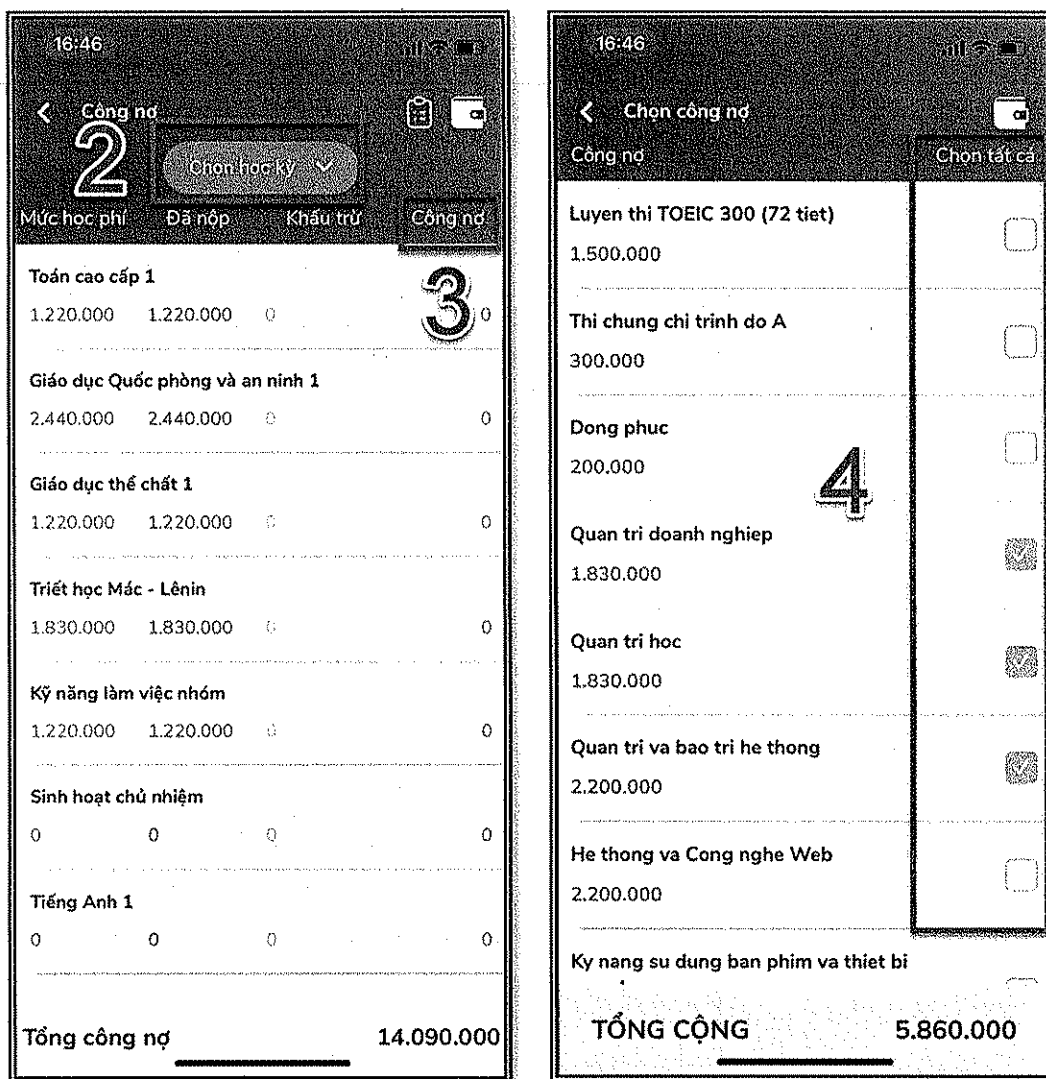 16:46
Công nợ
2
Chọn học kỳ
Mức học phí Đã nộp Khấu trừ Công nợ
3
Toán cao cấp 1
1.220.000 1.220.000 0 0
Giáo dục Quốc phòng và an ninh 1
2.440.000 2.440.000 0 0
Giáo dục thể chất 1
1.220.000 1.220.000 0 0
Triết học Mác - Lênin
1.830.000 1.830.000 0 0
Kỹ năng làm việc nhóm
1.220.000 1.220.000 0 0
Sinh hoạt chủ nhiệm
0 0 0 0
Tiếng Anh 1
0 0 0 0
Tổng công nợ 14.090.000
16:46
Chọn công nợ
Công nợ Chọn tất cả
Luyen thi TOEIC 300 (72 tiet)
1.500.000
Thi chung chi trinh do A
300.000
Dong phuc
200.000
4
Quan tri doanh nghiep
1.830.000
Quan tri hoc
1.830.000
Quan tri va bao tri he thong
2.200.000
He thong va Cong nghe Web
2.200.000
Ky nang su dung ban phim va thiet bi
TỔNG CỘNG 5.860.000